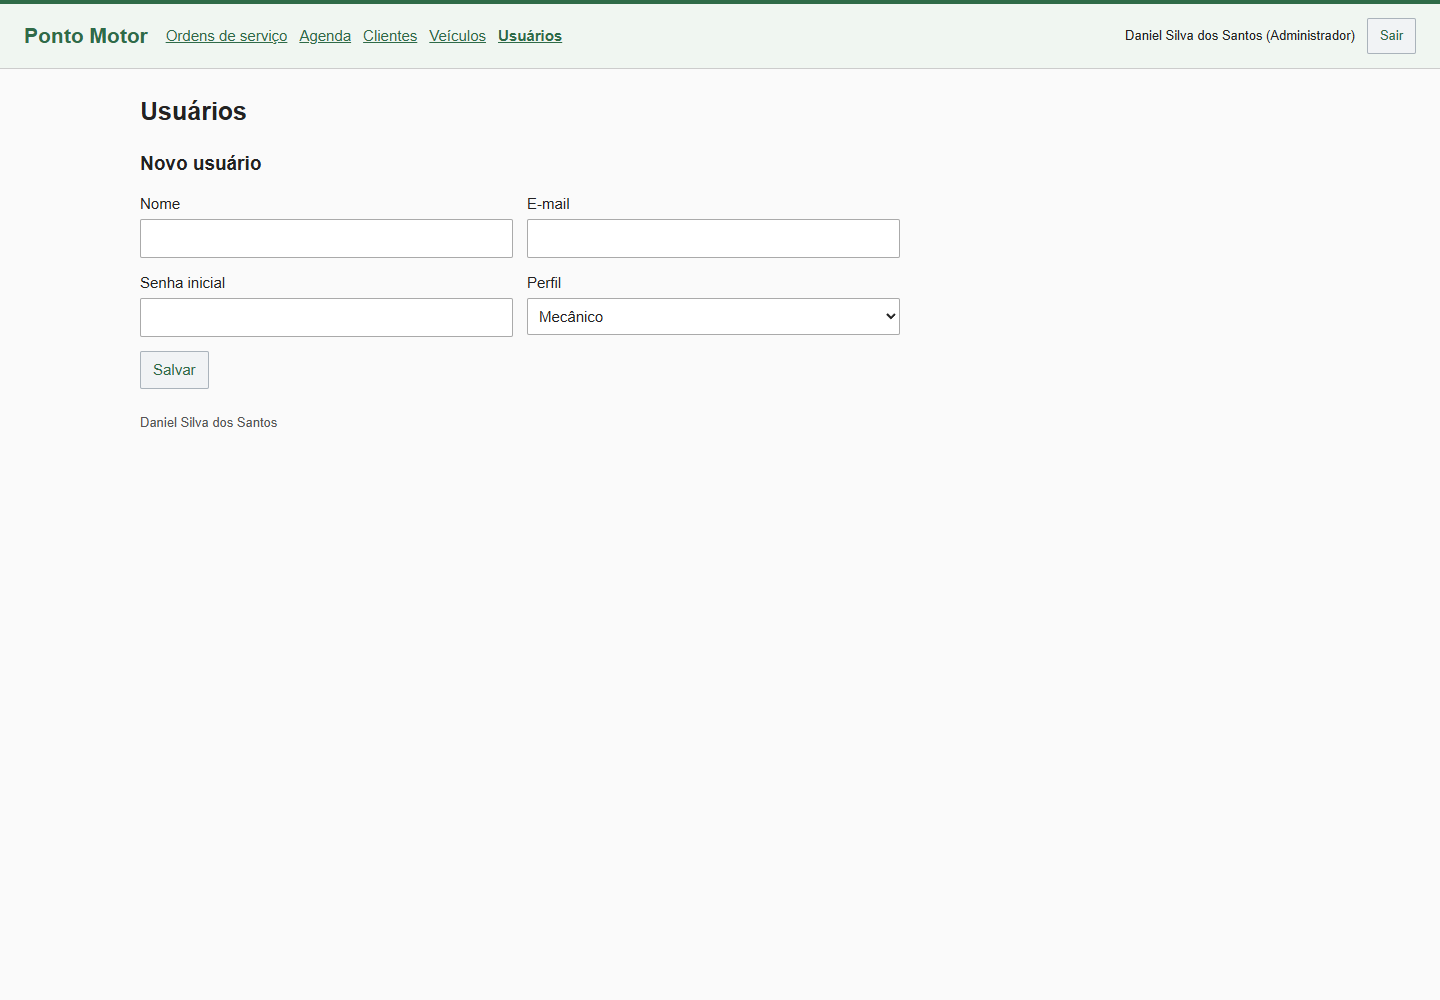 Ponto Motor Ordens de serviço Agenda Clientes Veículos Usuários Daniel Silva dos Santos (Administrador) Sair
Usuários
Novo usuário
Nome E-mail
Senha inicial Perfil
Mecânico
Salvar
Daniel Silva dos Santos